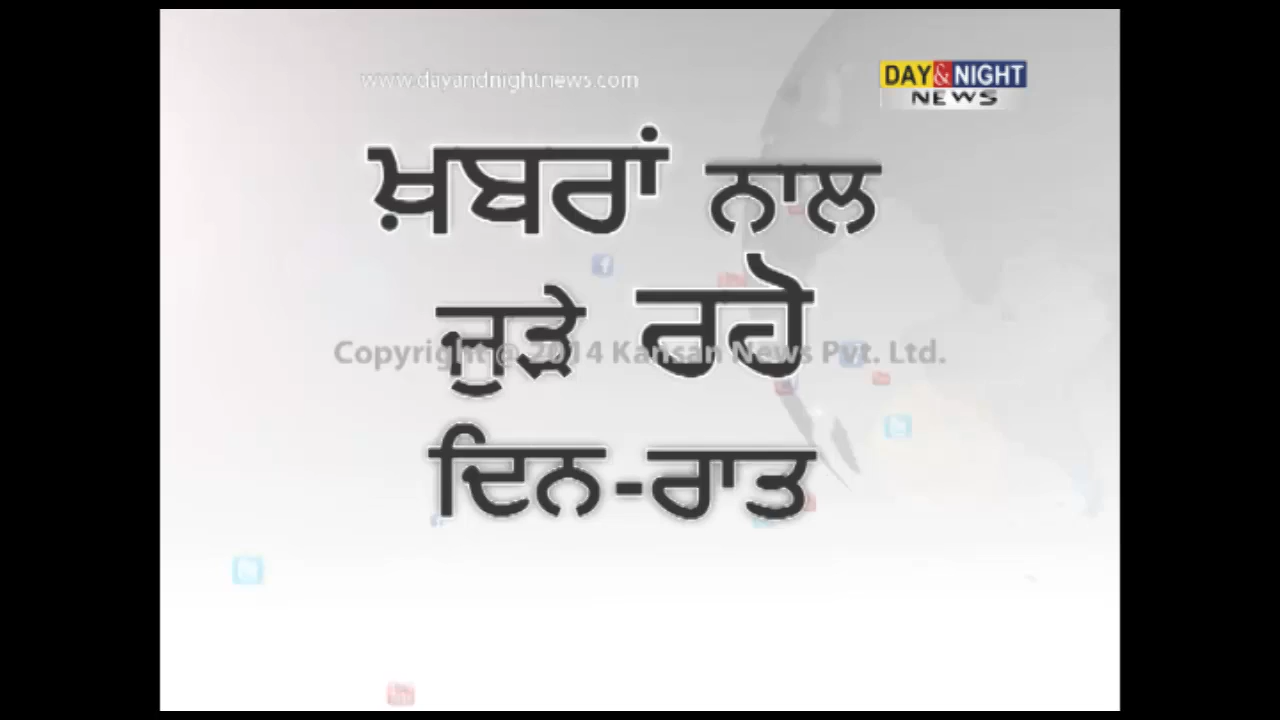 www.dayandnightnews.com
DAY & NIGHT
NEWS
ਖ਼ਬਰਾਂ ਨਾਲ
ਜੁੜੇ ਰਹੋ
Copyright @ 2014 Kansan News Pvt. Ltd.
ਦਿਨ-ਰਾਤ